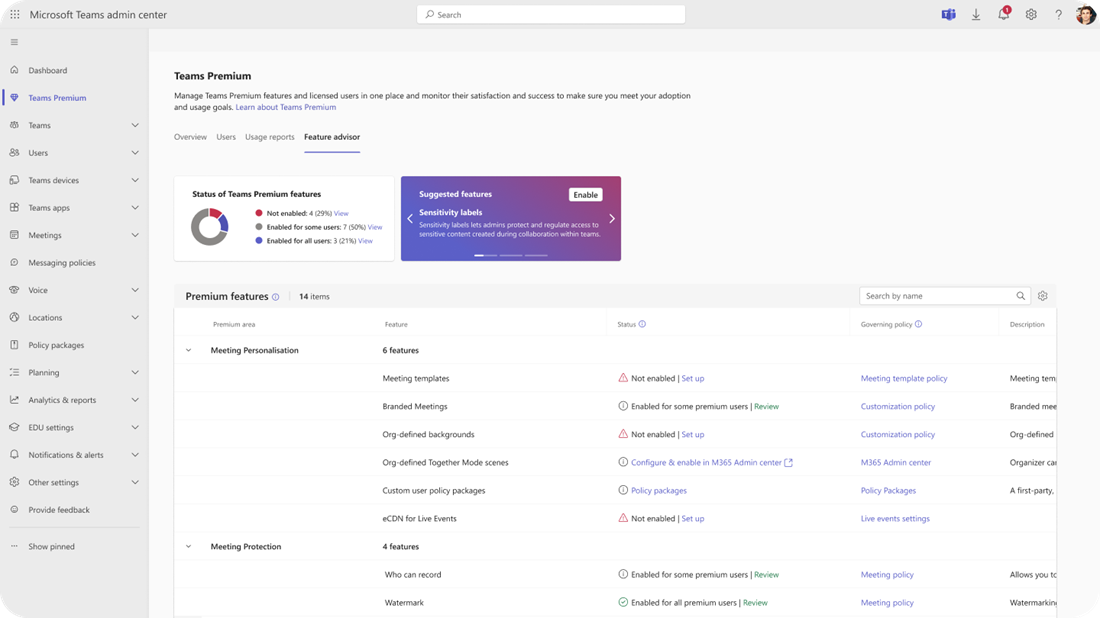 Microsoft Teams admin center
Search
1
Dashboard
Teams Premium
Teams
Users
Teams devices
Teams apps
Meetings
Messaging policies
Voice
Locations
Policy packages
Planning
Analytics & reports
EDU settings
Notifications & alerts
Other settings
Provide feedback
Show pinned
Teams Premium
Manage Teams Premium features and licensed users in one place and monitor their satisfaction and success to make sure you meet your adoption
and usage goals. Learn about Teams Premium
Overview Users Usage reports Feature advisor
Status of Teams Premium features
Not enabled: 4 (29%) View
Enabled for some users: 7 (50%) View
Enabled for all users: 3 (21%) View
Suggested features Enable
Sensitivity labels
Sensitivity labels lets admins protect and regulate access to
sensitive content created during collaboration within teams.
Premium features | 14 items Search by name
Premium area Feature Status Governing policy Description
Meeting Personalisation 6 features
Meeting templates Not enabled | Set up Meeting template policy Meeting tem
Branded Meetings Enabled for some premium users | Review Customization policy Branded mee
Org-defined backgrounds Not enabled | Set up Customization policy Org-defined
Org-defined Together Mode scenes Configure & enable in M365 Admin center M365 Admin center Organizer ca
Custom user policy packages Policy packages Policy Packages A first-party,
eCDN for Live Events Not enabled | Set up Live events settings
Meeting Protection 4 features
Who can record Enabled for some premium users | Review Meeting policy Allows you to
Watermark Enabled for all premium users | Review Meeting policy Watermarkin